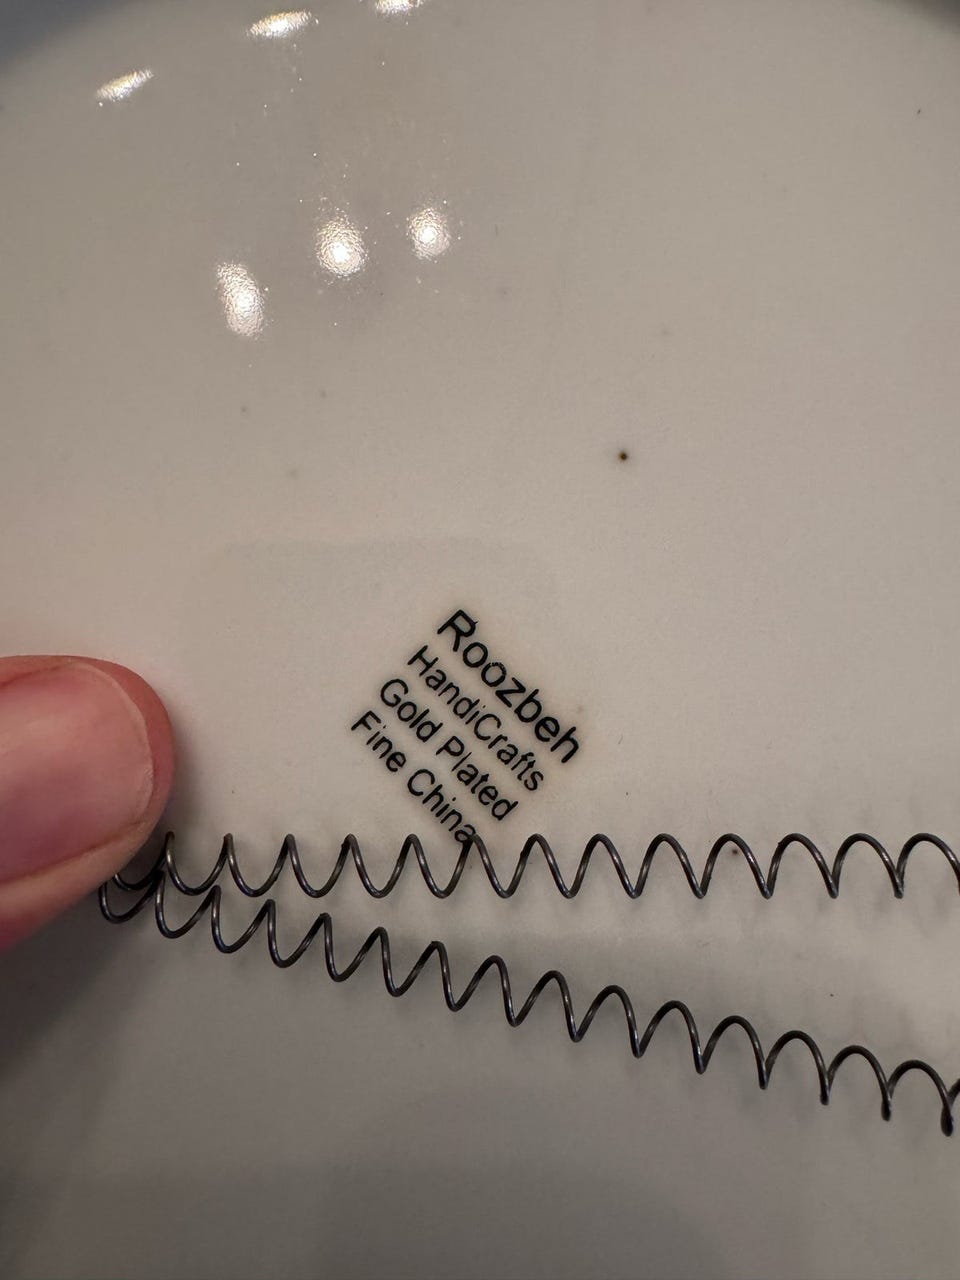 Roozbeh
HandiCrafts
Gold Plated
Fine China